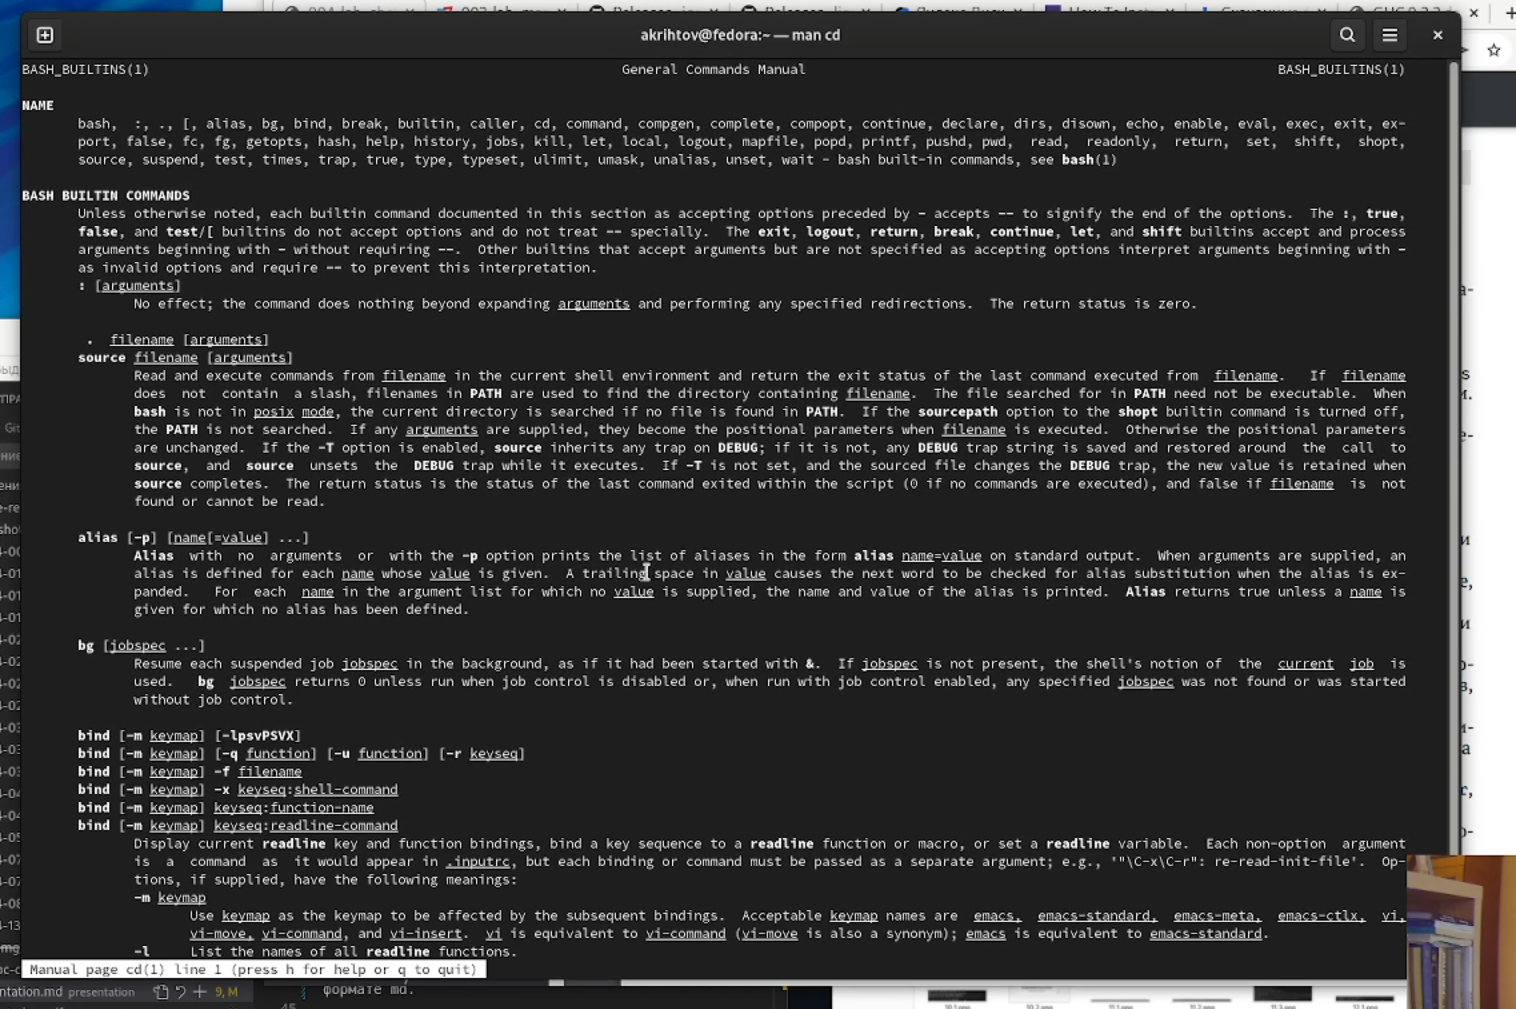 akrihtov@fedora:~ — man cd
BASH_BUILTINS(1) General Commands Manual BASH_BUILTINS(1)
NAME
bash, :, ., [, alias, bg, bind, break, builtin, caller, cd, command, compgen, complete, compopt, continue, declare, dirs, disown, echo, enable, eval, exec, exit, ex-
port, false, fc, fg, getopts, hash, help, history, jobs, kill, let, local, logout, mapfile, popd, printf, pushd, pwd, read, readonly, return, set, shift, shopt,
source, suspend, test, times, trap, true, type, typeset, ulimit, umask, unalias, unset, wait - bash built-in commands, see bash(1)
BASH BUILTIN COMMANDS
Unless otherwise noted, each builtin command documented in this section as accepting options preceded by - accepts -- to signify the end of the options. The :, true,
false, and test/[ builtins do not accept options and do not treat -- specially. The exit, logout, return, break, continue, let, and shift builtins accept and process
arguments beginning with - without requiring --. Other builtins that accept arguments but are not specified as accepting options interpret arguments beginning with -
as invalid options and require -- to prevent this interpretation.
: [arguments]
No effect; the command does nothing beyond expanding arguments and performing any specified redirections. The return status is zero.
. filename [arguments]
source filename [arguments]
Read and execute commands from filename in the current shell environment and return the exit status of the last command executed from filename. If filename
does not contain a slash, filenames in PATH are used to find the directory containing filename. The file searched for in PATH need not be executable. When
bash is not in posix mode, the current directory is searched if no file is found in PATH. If the sourcepath option to the shopt builtin command is turned off,
the PATH is not searched. If any arguments are supplied, they become the positional parameters when filename is executed. Otherwise the positional parameters
are unchanged. If the -T option is enabled, source inherits any trap on DEBUG; if it is not, any DEBUG trap string is saved and restored around the call to
source, and source unsets the DEBUG trap while it executes. If -T is not set, and the sourced file changes the DEBUG trap, the new value is retained when
source completes. The return status is the status of the last command exited within the script (0 if no commands are executed), and false if filename is not
found or cannot be read.
alias [-p] [name[=value] ...]
Alias with no arguments or with the -p option prints the list of aliases in the form alias name=value on standard output. When arguments are supplied, an
alias is defined for each name whose value is given. A trailing space in value causes the next word to be checked for alias substitution when the alias is ex-
panded. For each name in the argument list for which no value is supplied, the name and value of the alias is printed. Alias returns true unless a name is
given for which no alias has been defined.
bg [jobspec ...]
Resume each suspended job jobspec in the background, as if it had been started with &. If jobspec is not present, the shell's notion of the current job is
used. bg jobspec returns 0 unless run when job control is disabled or, when run with job control enabled, any specified jobspec was not found or was started
without job control.
bind [-m keymap] [-lpsvPSVX]
bind [-m keymap] [-q function] [-u function] [-r keyseq]
bind [-m keymap] -f filename
bind [-m keymap] -x keyseq:shell-command
bind [-m keymap] keyseq:function-name
bind [-m keymap] keyseq:readline-command
Display current readline key and function bindings, bind a key sequence to a readline function or macro, or set a readline variable. Each non-option argument
is a command as it would appear in .inputrc, but each binding or command must be passed as a separate argument; e.g., '"\C-x\C-r": re-read-init-file'. Op-
tions, if supplied, have the following meanings:
-m keymap
Use keymap as the keymap to be affected by the subsequent bindings. Acceptable keymap names are emacs, emacs-standard, emacs-meta, emacs-ctlx, vi,
vi-move, vi-command, and vi-insert. vi is equivalent to vi-command (vi-move is also a synonym); emacs is equivalent to emacs-standard.
-l List the names of all readline functions.
Manual page cd(1) line 1 (press h for help or q to quit)
ntation.md presentation 9, M
формате md.